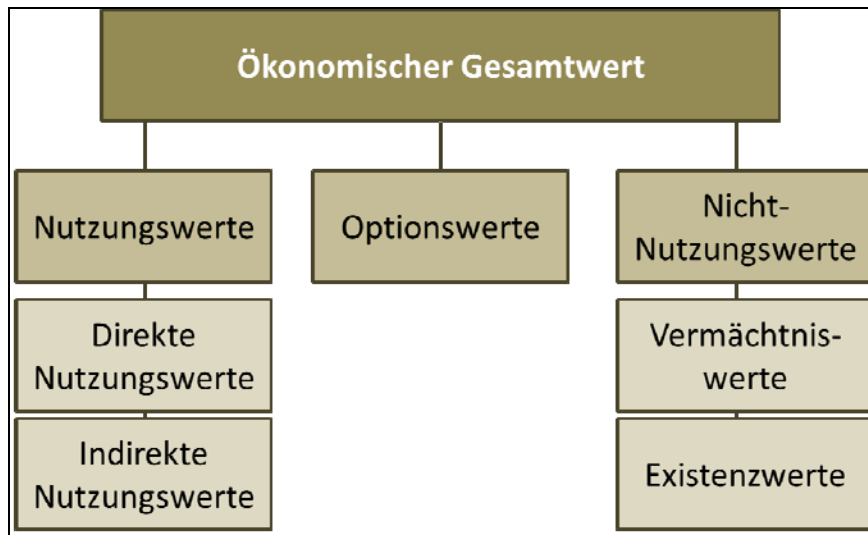 Ökonomischer Gesamtwert
Nutzungswerte
Optionswerte
Nicht-
Nutzungswerte
Direkte
Nutzungswerte
Vermächtnis-
werte
Indirekte
Nutzungswerte
Existenzwerte